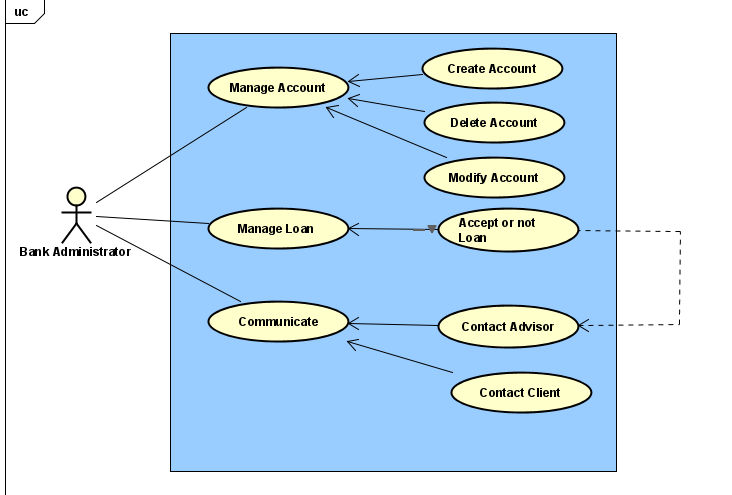 uc
Manage Account
Create Account
Delete Account
Modify Account
Manage Loan
Accept or not
Loan
Bank Administrator
Communicate
Contact Advisor
Contact Client